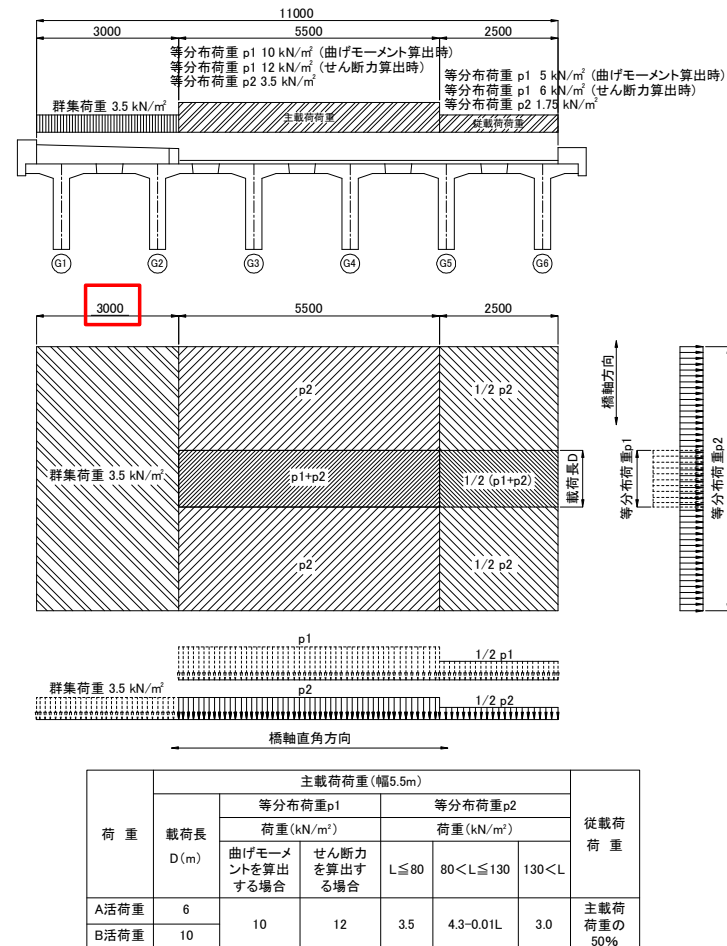 11000
3000 5500 2500
等分布荷重 p1 10 kN/m² (曲げモーメント算出時)
等分布荷重 p1 12 kN/m² (せん断力算出時)
等分布荷重 p2 3.5 kN/m²
等分布荷重 p1 5 kN/m² (曲げモーメント算出時)
等分布荷重 p1 6 kN/m² (せん断力算出時)
等分布荷重 p2 1.75 kN/m²
群集荷重 3.5 kN/m²
主載荷荷重
従載荷荷重
G1 G2 G3 G4 G5 G6
3000 5500 2500
p2 1/2 p2
群集荷重 3.5 kN/m² p1+p2 1/2 (p1+p2)
p2 1/2 p2
載荷長D
橋軸方向
等分布荷重p1
等分布荷重p2
p1
1/2 p1
群集荷重 3.5 kN/m²
p2
1/2 p2
橋軸直角方向
荷 重
載荷長
D(m)
主載荷荷重(幅5.5m)
等分布荷重p1 等分布荷重p2
荷重(kN/m²) 荷重(kN/m²)
曲げモーメ
ントを算出
する場合
せん断力
を算出す
る場合
L≦80 80<L≦130 130<L
従載荷
荷 重
A活荷重 6
B活荷重 10
10 12 3.5 4.3-0.01L 3.0
主載荷
荷重の
50%